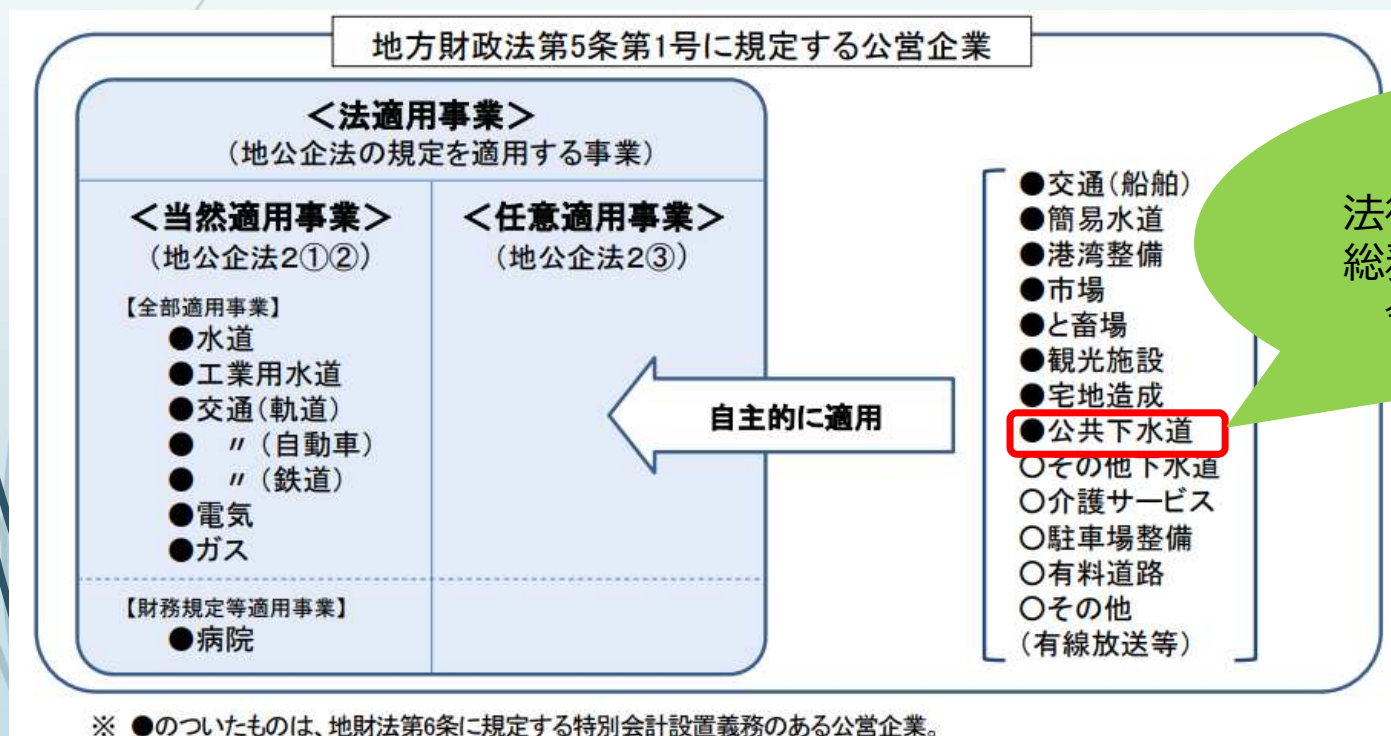 地方財政法第5条第1号に規定する公営企業
＜法適用事業＞
（地公企法の規定を適用する事業）
＜当然適用事業＞
（地公企法2①②）
【全部適用事業】
●水道
●工業用水道
●交通（軌道）
● 〃（自動車）
● 〃（鉄道）
●電気
●ガス
【財務規定等適用事業】
●病院
＜任意適用事業＞
（地公企法2③）
自主的に適用
●交通（船舶）
●簡易水道
●港湾整備
●市場
●と畜場
●観光施設
●宅地造成
●公共下水道
○その他下水道
○介護サービス
○駐車場整備
○有料道路
○その他
（有線放送等）
法
総
※ ●のついたものは、地財法第6条に規定する特別会計設置義務のある公営企業。